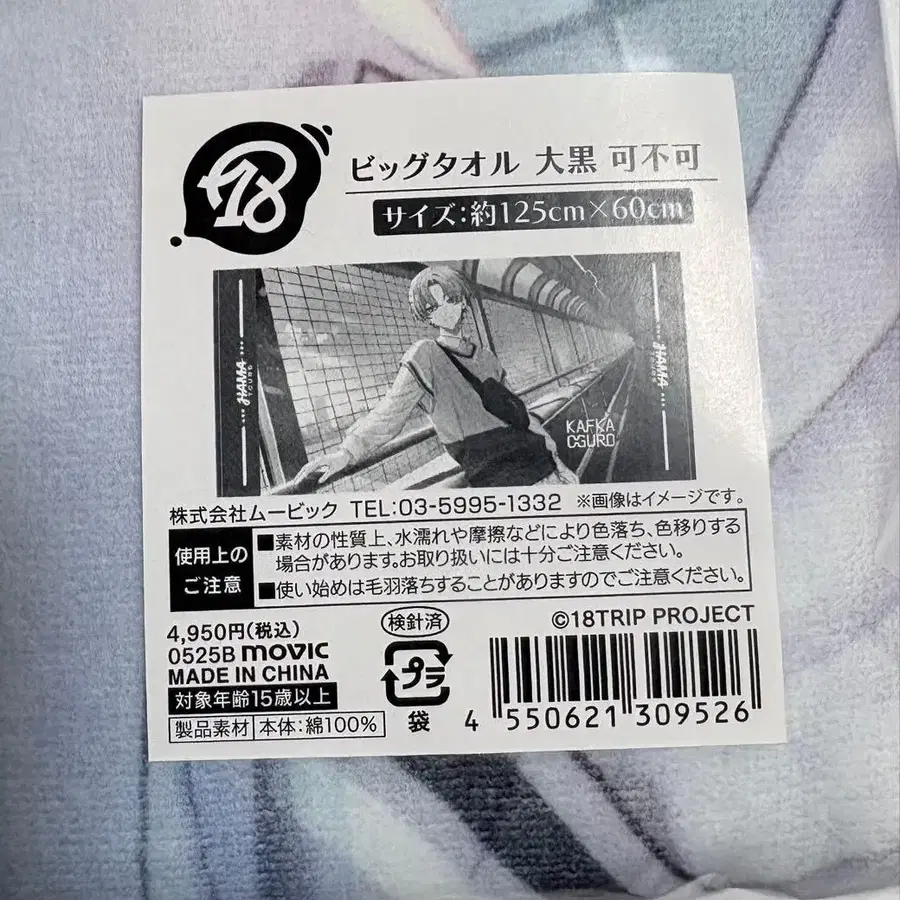 18
ビッグタオル 大黒 可不可
サイズ:約125cm×60cm
HAMA
TOURS
HAMA
TOURS
KAFKA
OGURO
株式会社ムービック TEL:03-5995-1332 ※画像はイメージです。
使用上の
ご注意
■素材の性質上、水濡れや摩擦などにより色落ち、色移りする
場合があります。お取り扱いには十分ご注意ください。
■使い始めは毛羽落ちすることがありますのでご注意ください。
4,950円(税込)
0525B movic
MADE IN CHINA
対象年齢15歳以上
製品素材 本体:綿100%
検針済
プラ
袋
©18TRIP PROJECT
4 550621 309526